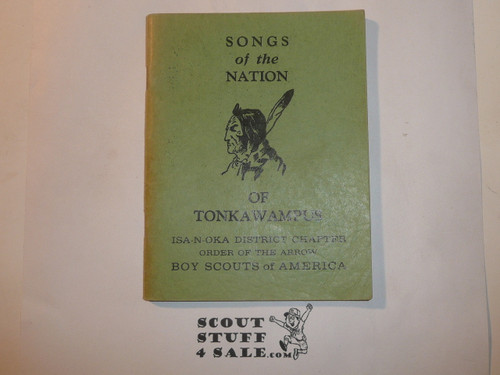 SONGS
of the
NATION
OF
TONKAWAMPUS
ISA-N-OKA DISTRICT CHAPTER
ORDER OF THE ARROW
BOY SCOUTS of AMERICA
SCOUT
STUFF
4 SALE.com